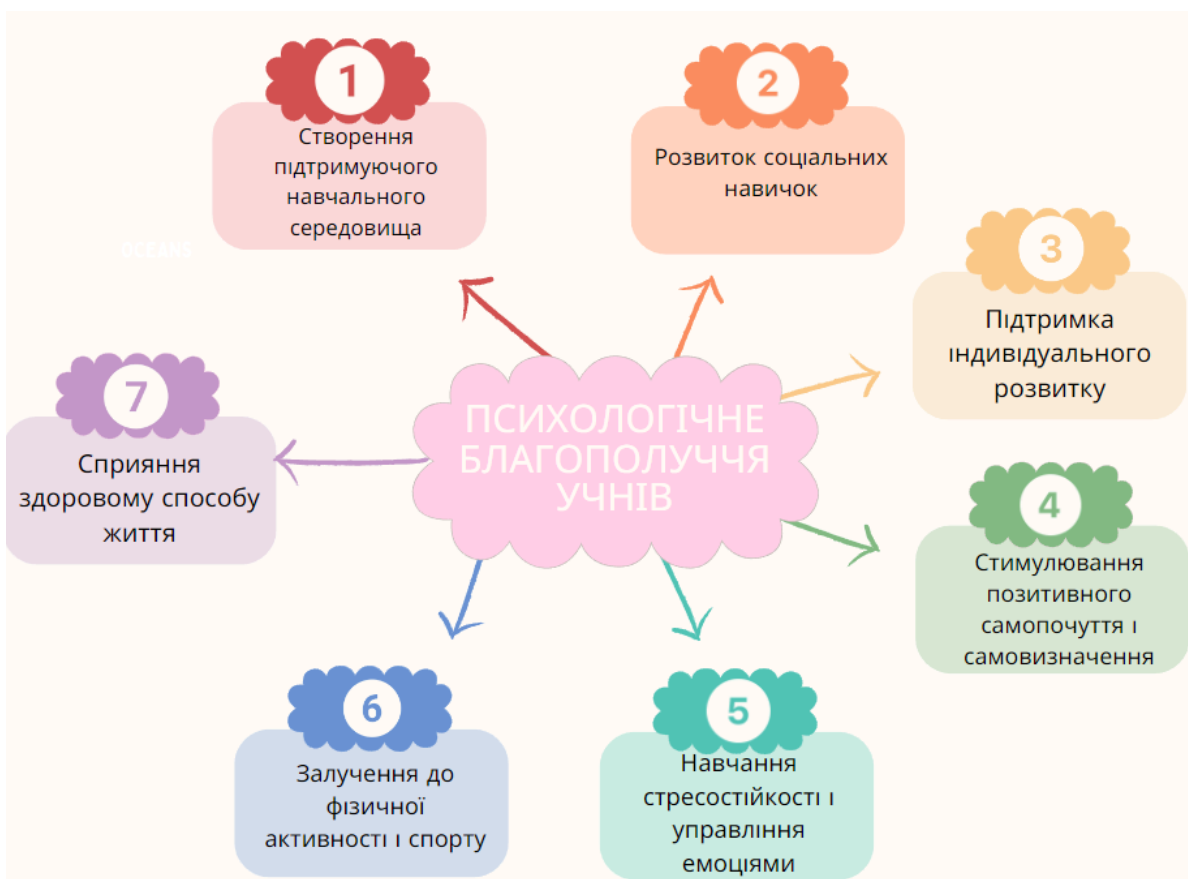 1
Створення
підтримуючого
навчального
середовища
2
Розвиток соціальних
навичок
OCEANS
3
Підтримка
індивідуального
розвитку
7
Сприяння
здоровому способу
життя
ПСИХОЛОГІЧНЕ
БЛАГОПОЛУЧЧЯ
УЧНІВ
4
Стимулювання
позитивного
самопочуття і
самовизначення
6
Залучення до
фізичної
активності і спорту
5
Навчання
стресостійкості і
управління
емоціями